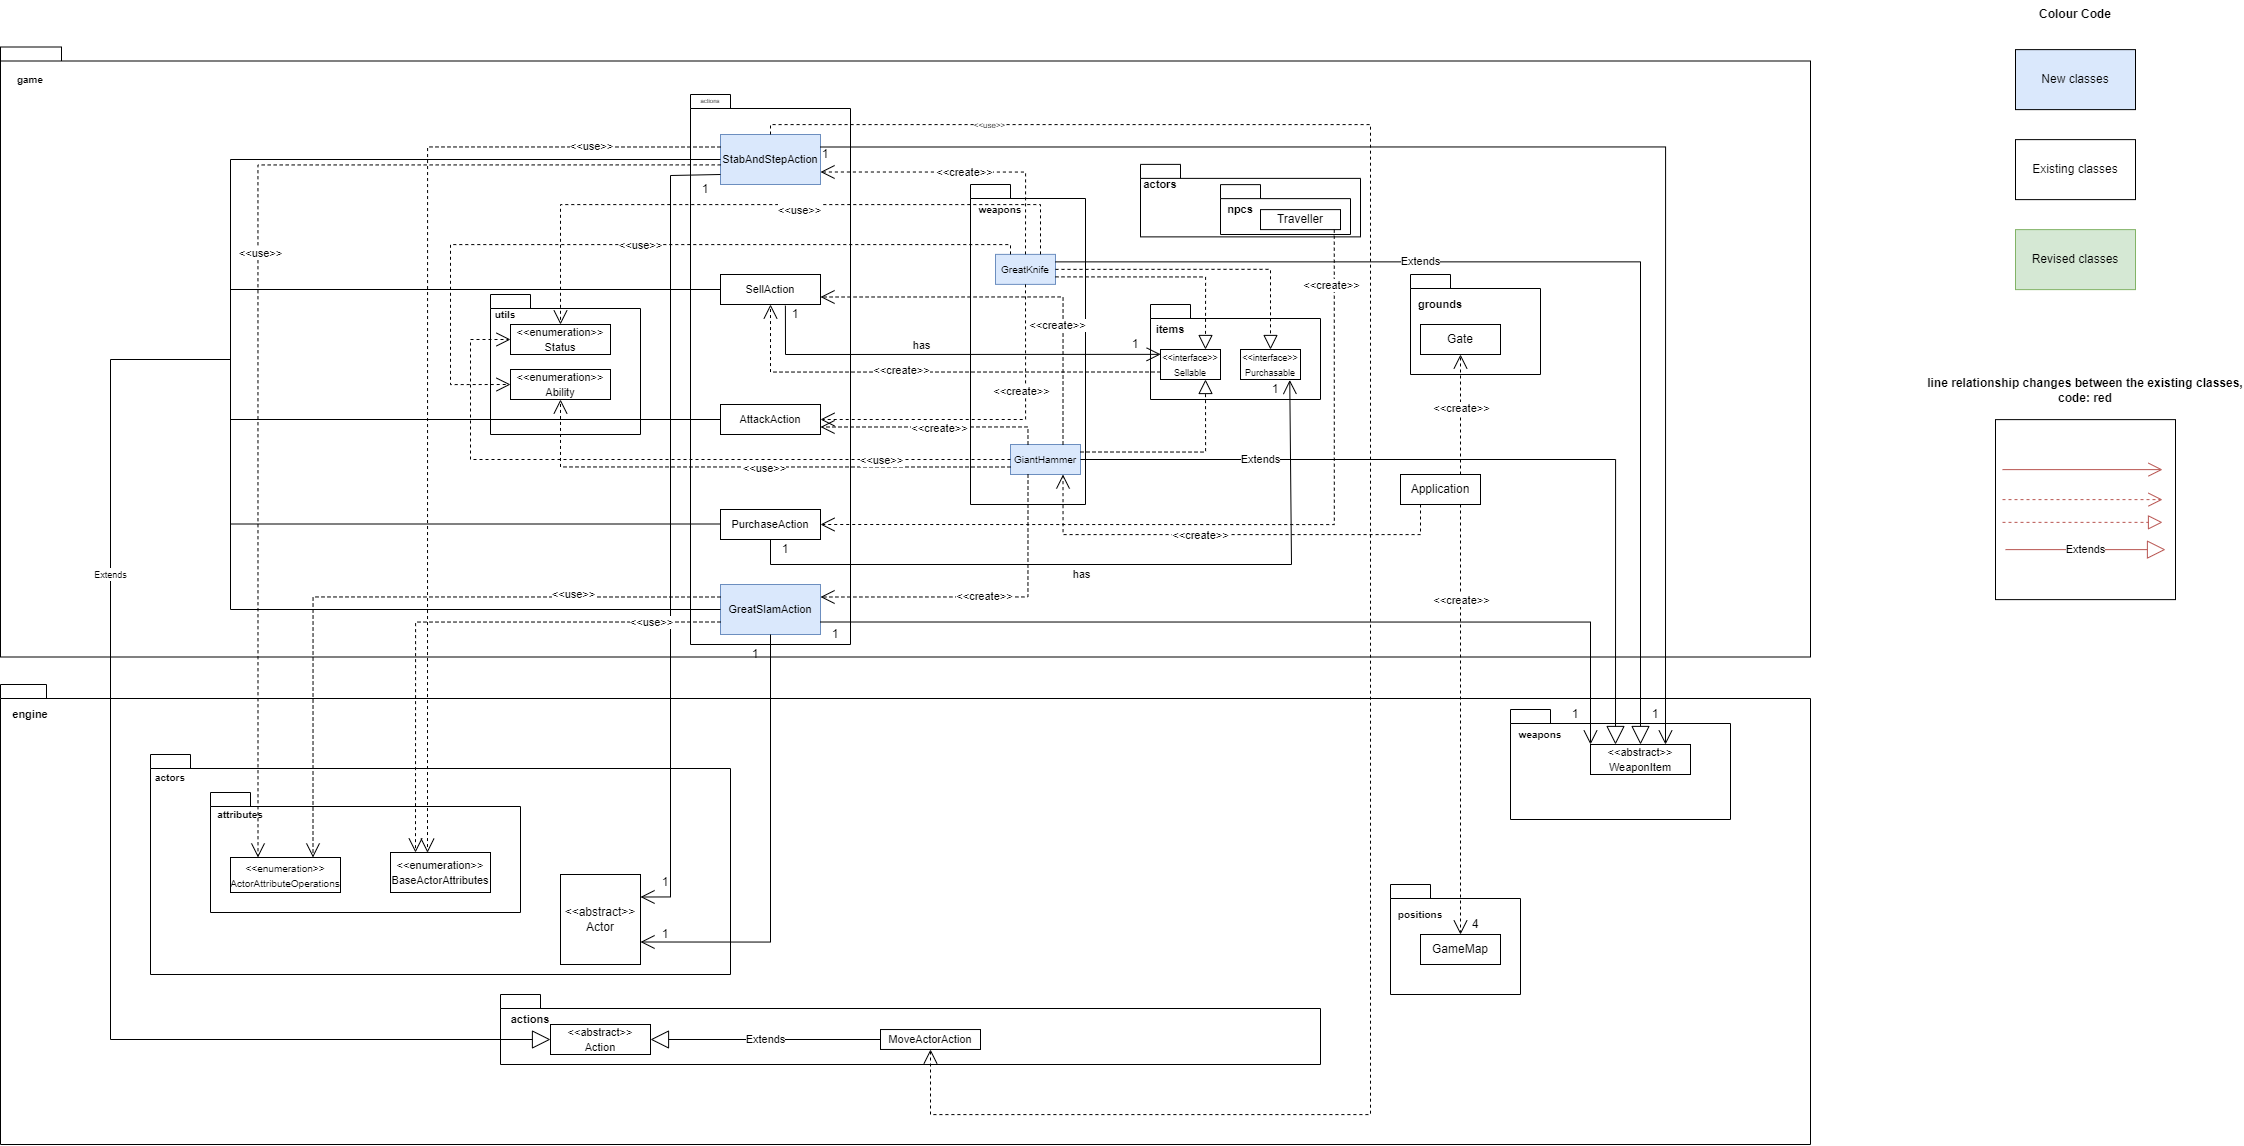 Colour Code
New classes
Existing classes
Revised classes
line relationship changes between the existing classes,
code: red
Extends
game
actions
StabAndStepAction
1
1
<<use>>
<<use>>
<<use>>
<<create>>
<<use>>
<<use>>
weapons
GreatKnife
Extends
actors
npcs
Traveller
<<create>>
SellAction
1
utils
<<enumeration>>
Status
<<enumeration>>
Ability
has
1
<<create>>
<<create>>
items
<<interface>>
Sellable
<<interface>>
Purchasable
1
grounds
Gate
<<create>>
<<create>>
AttackAction
<<create>>
<<use>>
<<use>>
GiantHammer
Extends
Application
PurchaseAction
1
<<create>>
has
Extends
<<use>>
GreatSlamAction
<<create>>
<<use>>
1
1
<<create>>
engine
1
1
weapons
<<abstract>>
WeaponItem
actors
attributes
<<enumeration>>
ActorAttributeOperations
<<enumeration>>
BaseActorAttributes
1
<<abstract>>
Actor
1
positions
4
GameMap
actions
<<abstract>>
Action
Extends
MoveActorAction